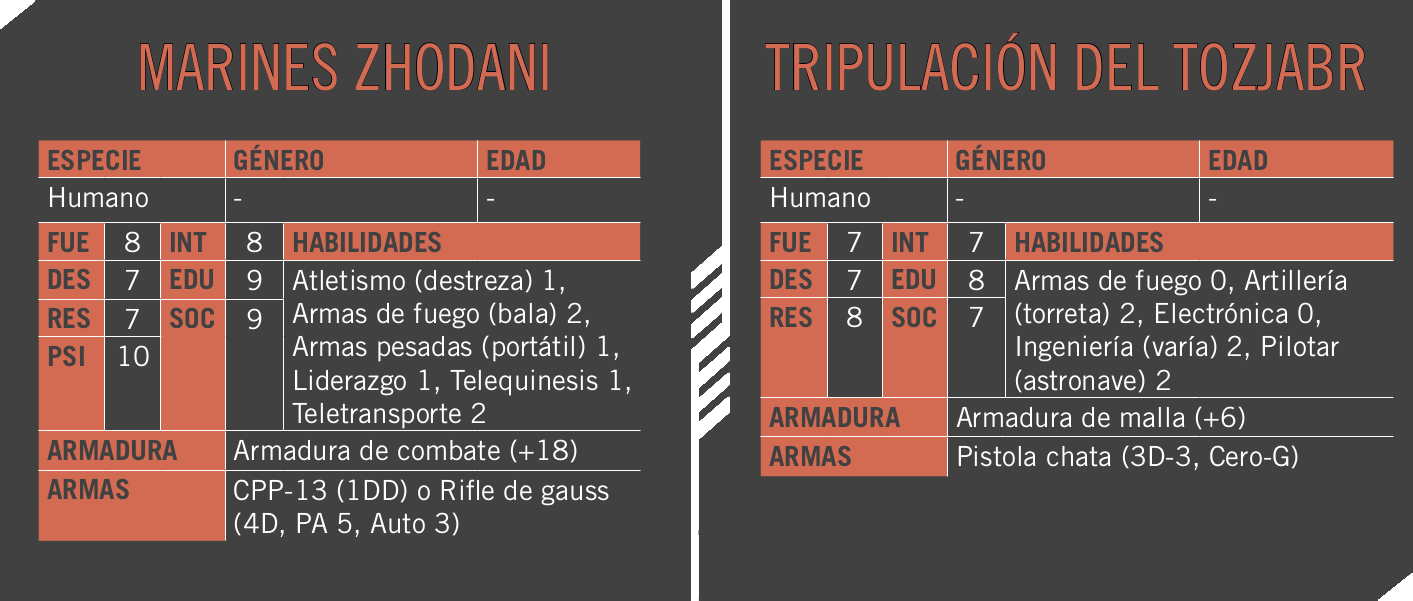 MARINES ZHODANI
ESPECIE GÉNERO EDAD
Humano - -
FUE 8 INT 8 HABILIDADES
DES 7 EDU 9 Atletismo (destreza) 1,
Armas de fuego (bala) 2,
RES 7 SOC 9 Armas pesadas (portátil) 1,
PSI 10 Liderazgo 1, Telequinesis 1,
Teletransporte 2
ARMADURA Armadura de combate (+18)
ARMAS CPP-13 (1DD) o Rifle de gauss
(4D, PA 5, Auto 3)
TRIPULACIÓN DEL TOZJABR
ESPECIE GÉNERO EDAD
Humano - -
FUE 7 INT 7 HABILIDADES
DES 7 EDU 8 Armas de fuego 0, Artillería
RES 8 SOC 7 (torreta) 2, Electrónica 0,
Ingeniería (varía) 2, Pilotar
(astronave) 2
ARMADURA Armadura de malla (+6)
ARMAS Pistola chata (3D-3, Cero-G)